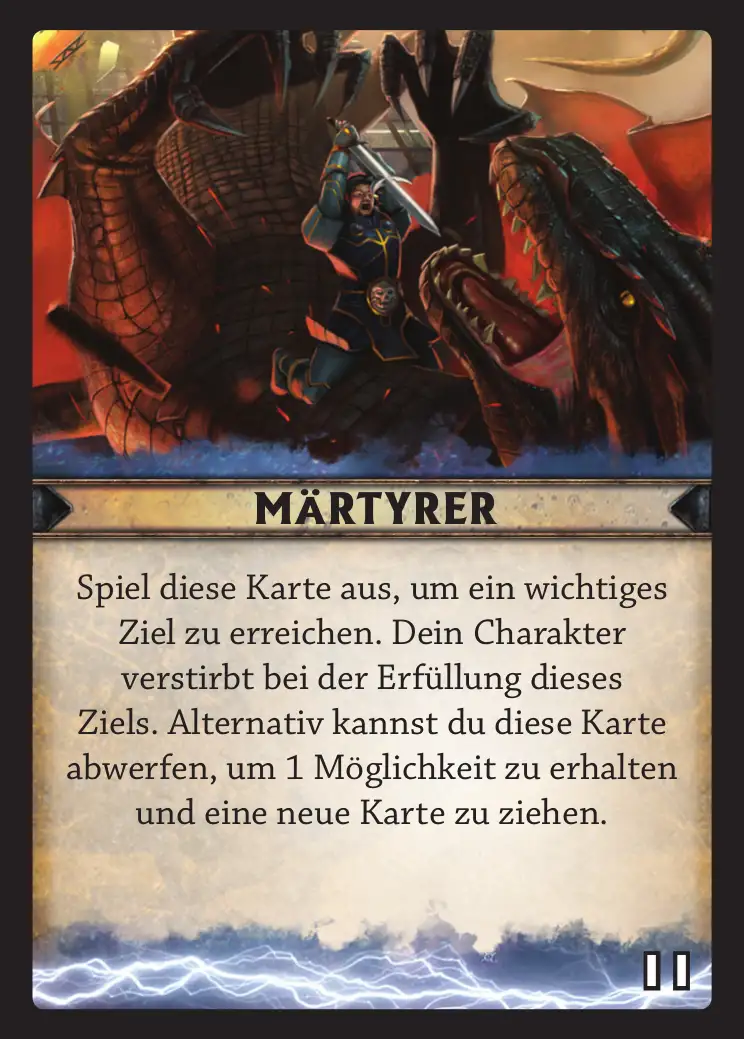 MÄRTYRER
Spiel diese Karte aus, um ein wichtiges
Ziel zu erreichen. Dein Charakter
verstirbt bei der Erfüllung dieses
Ziels. Alternativ kannst du diese Karte
abwerfen, um 1 Möglichkeit zu erhalten
und eine neue Karte zu ziehen.